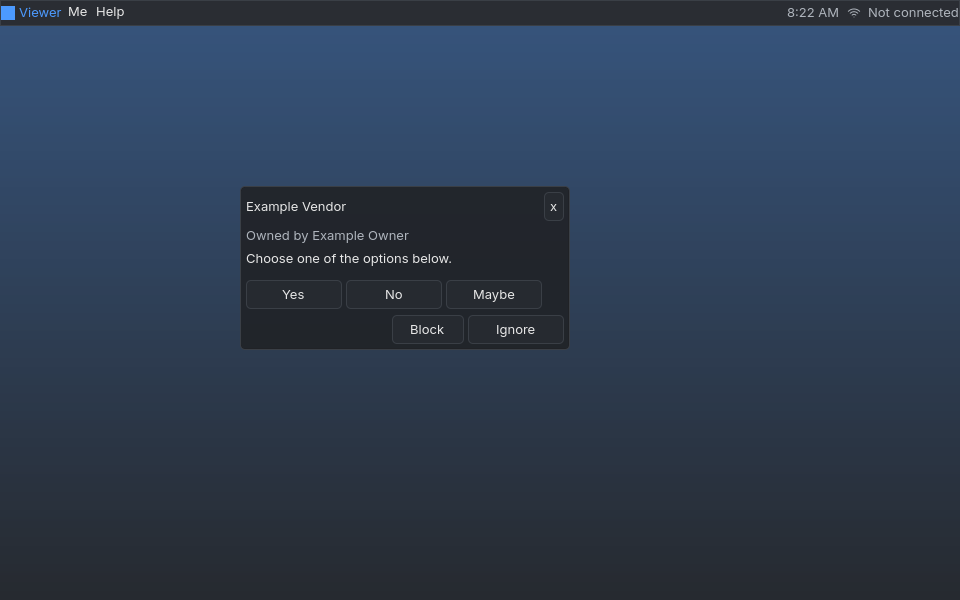 Viewer Me Help 8:22 AM Not connected
Example Vendor x
Owned by Example Owner
Choose one of the options below.
Yes No Maybe
Block Ignore